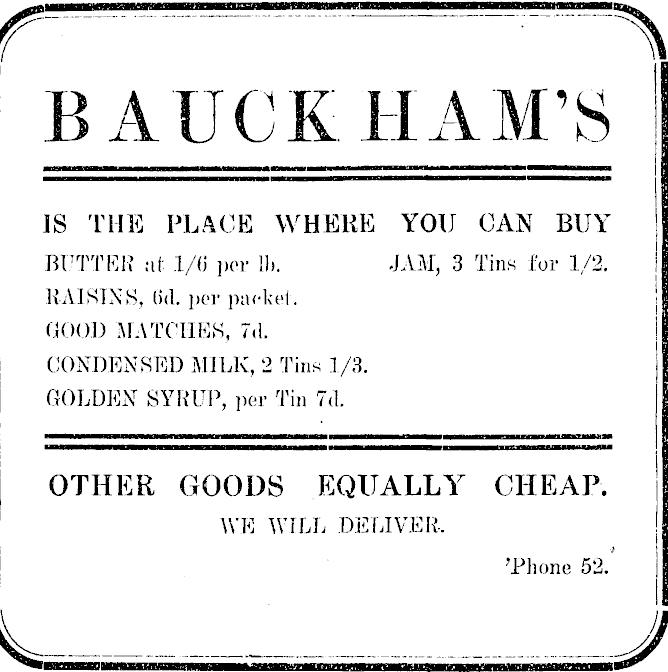 BAUCKHAM'S
IS THE PLACE WHERE YOU CAN BUY
BUTTER at 1/6 per lb. JAM, 3 Tins for 1/2.
RAISINS, 6d. per packet.
GOOD MATCHES, 7d.
CONDENSED MILK, 2 Tins 1/3.
GOLDEN SYRUP, per Tin 7d.
OTHER GOODS EQUALLY CHEAP.
WE WILL DELIVER.
'Phone 52.